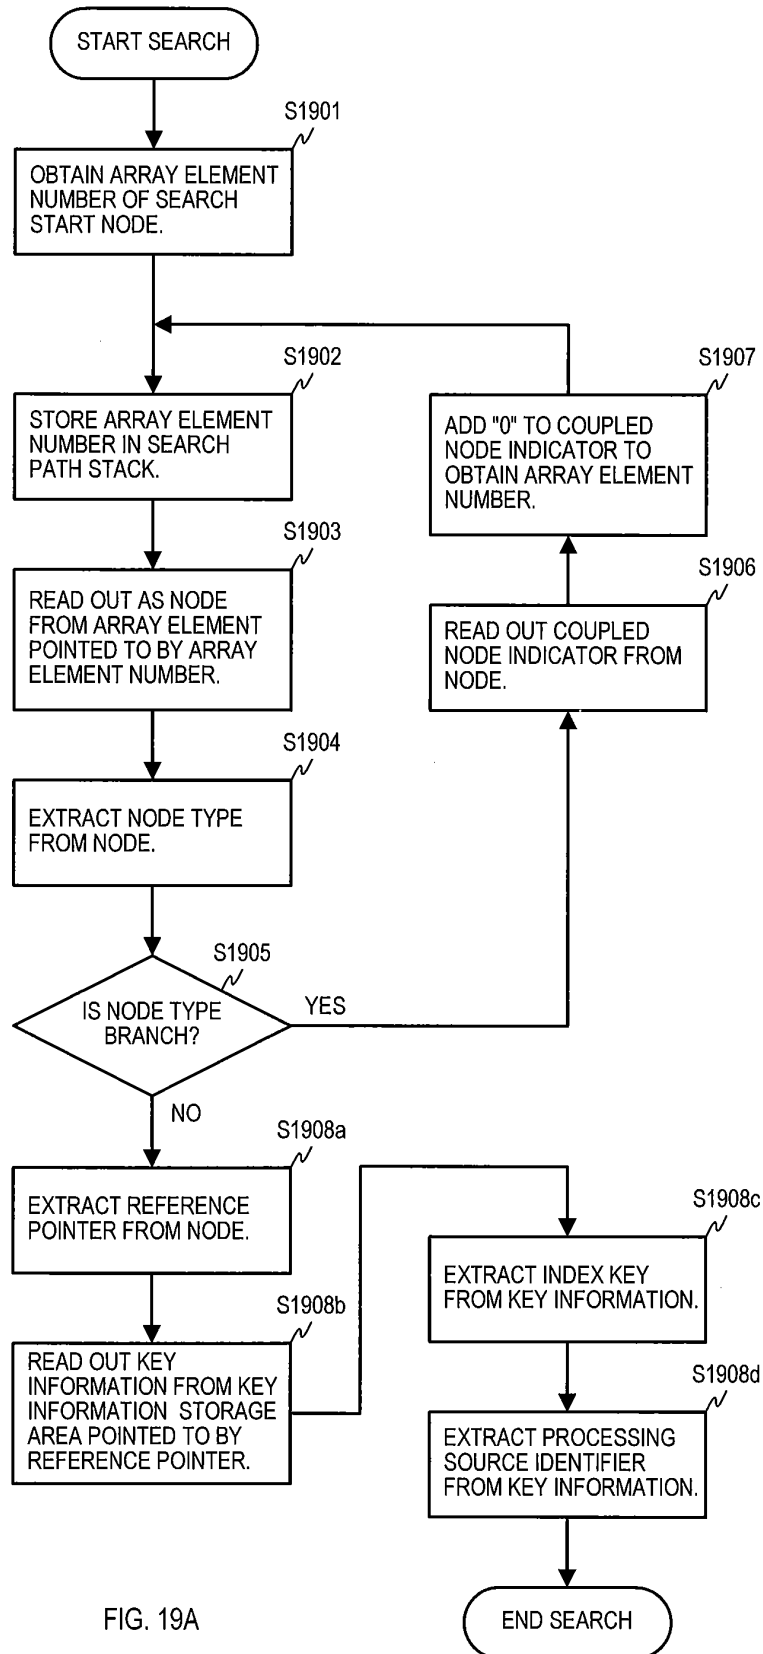 START SEARCH
S1901
OBTAIN ARRAY ELEMENT
NUMBER OF SEARCH
START NODE.
S1902
STORE ARRAY ELEMENT
NUMBER IN SEARCH
PATH STACK.
S1903
READ OUT AS NODE
FROM ARRAY ELEMENT
POINTED TO BY ARRAY
ELEMENT NUMBER.
S1904
EXTRACT NODE TYPE
FROM NODE.
S1905
IS NODE TYPE
BRANCH?
YES
NO
S1907
ADD "0" TO COUPLED
NODE INDICATOR TO
OBTAIN ARRAY ELEMENT
NUMBER.
S1906
READ OUT COUPLED
NODE INDICATOR FROM
NODE.
S1908a
EXTRACT REFERENCE
POINTER FROM NODE.
S1908b
READ OUT KEY
INFORMATION FROM KEY
INFORMATION STORAGE
AREA POINTED TO BY
REFERENCE POINTER.
S1908c
EXTRACT INDEX KEY
FROM KEY INFORMATION.
S1908d
EXTRACT PROCESSING
SOURCE IDENTIFIER
FROM KEY INFORMATION.
END SEARCH
FIG. 19A